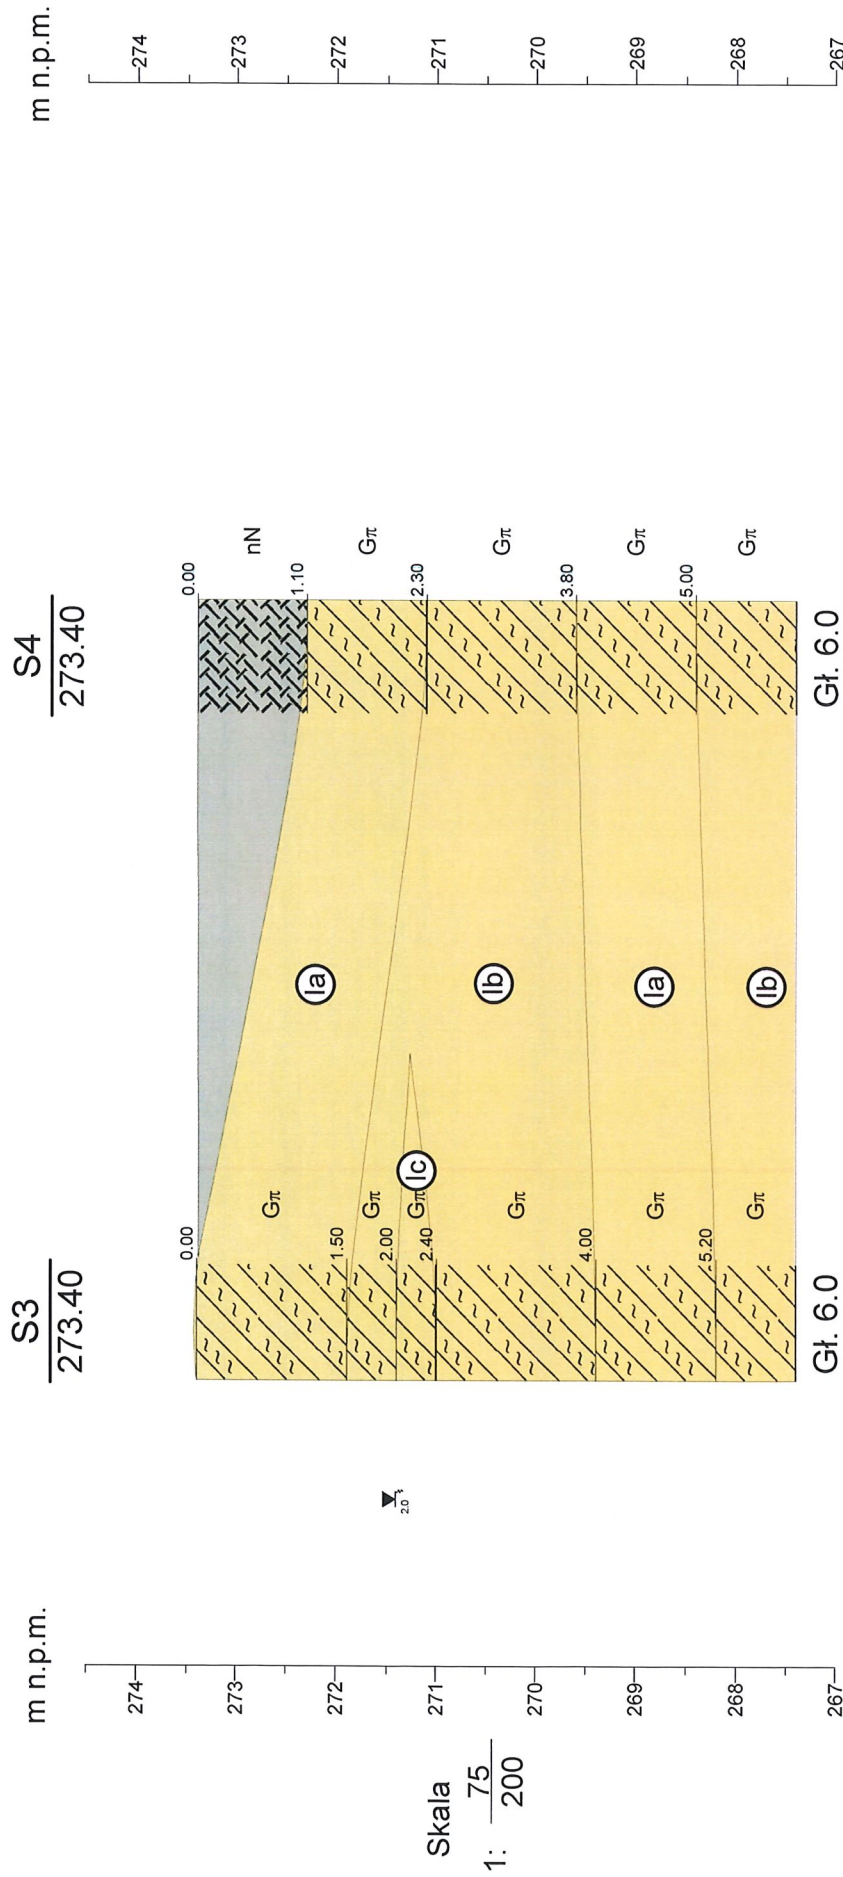 S3
273.40
S4
273.40
m n.p.m.
m n.p.m.
274
273
272
271
270
269
268
267
274
273
272
271
270
269
268
267
Skala
1: 75
200
2.0
0.00
1.50
2.00
2.40
4.00
5.20
Gπ
Gπ
Gπ
Gπ
Gπ
Gπ
Ic
Ia
Ib
Ia
Ib
0.00
1.10
2.30
3.80
5.00
nN
Gπ
Gπ
Gπ
Gπ
Gł. 6.0
Gł. 6.0